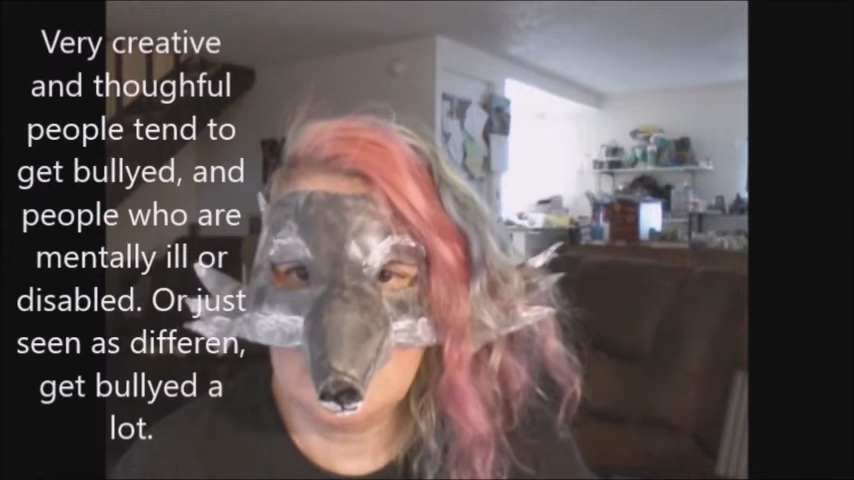 Very creative
and thoughtful
people tend to
get bullyed, and
people who are
mentally ill or
disabled. Or just
seen as differen,
get bullyed a
lot.